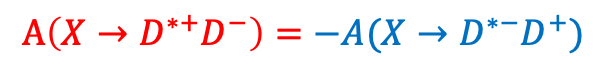 A(X → D*⁺D⁻) = −A(X → D*⁻D⁺)